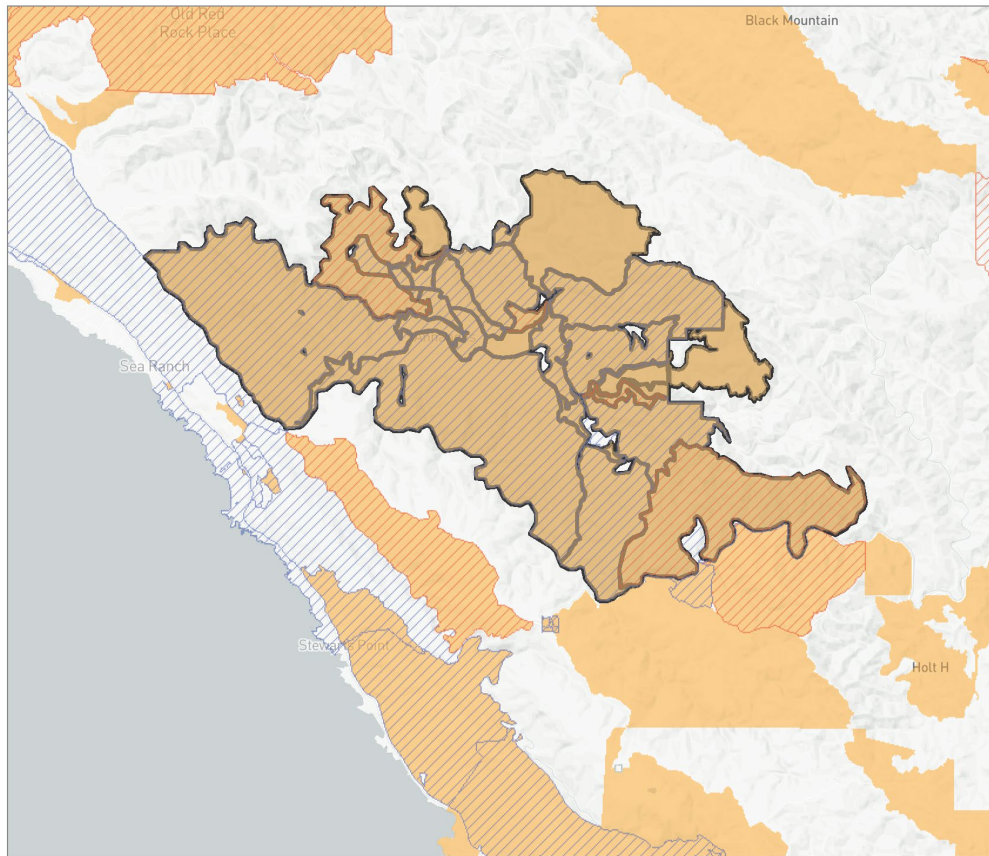 Old Red
Rock Place
Black Mountain
Sea Ranch
Stewarts Point
Holt H